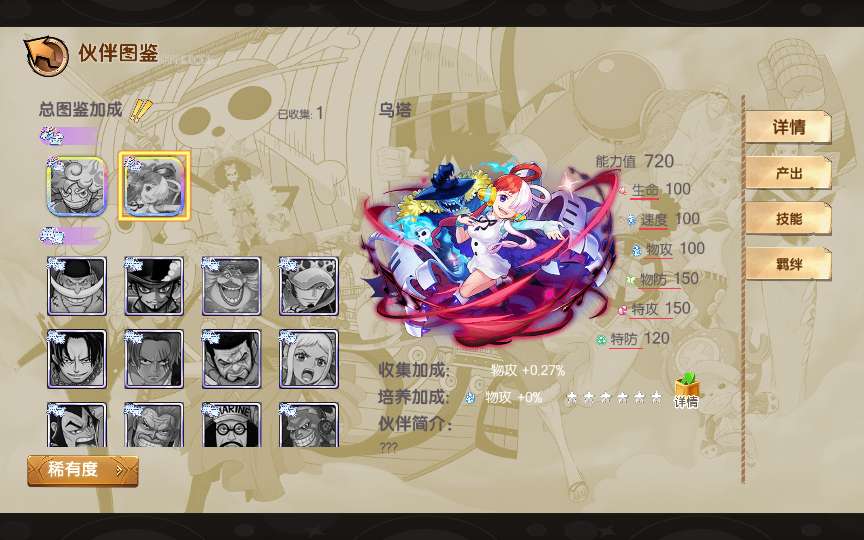 伙伴图鉴
总图鉴加成
已收集:1
乌塔
能力值 720
生命 100
速度 100
物攻 100
物防 150
特攻 150
特防 120
收集加成: 物攻 +0.27%
培养加成: 物攻 +0%
详情
伙伴简介:
???
稀有度
详情
产出
技能
羁绊
MARINE